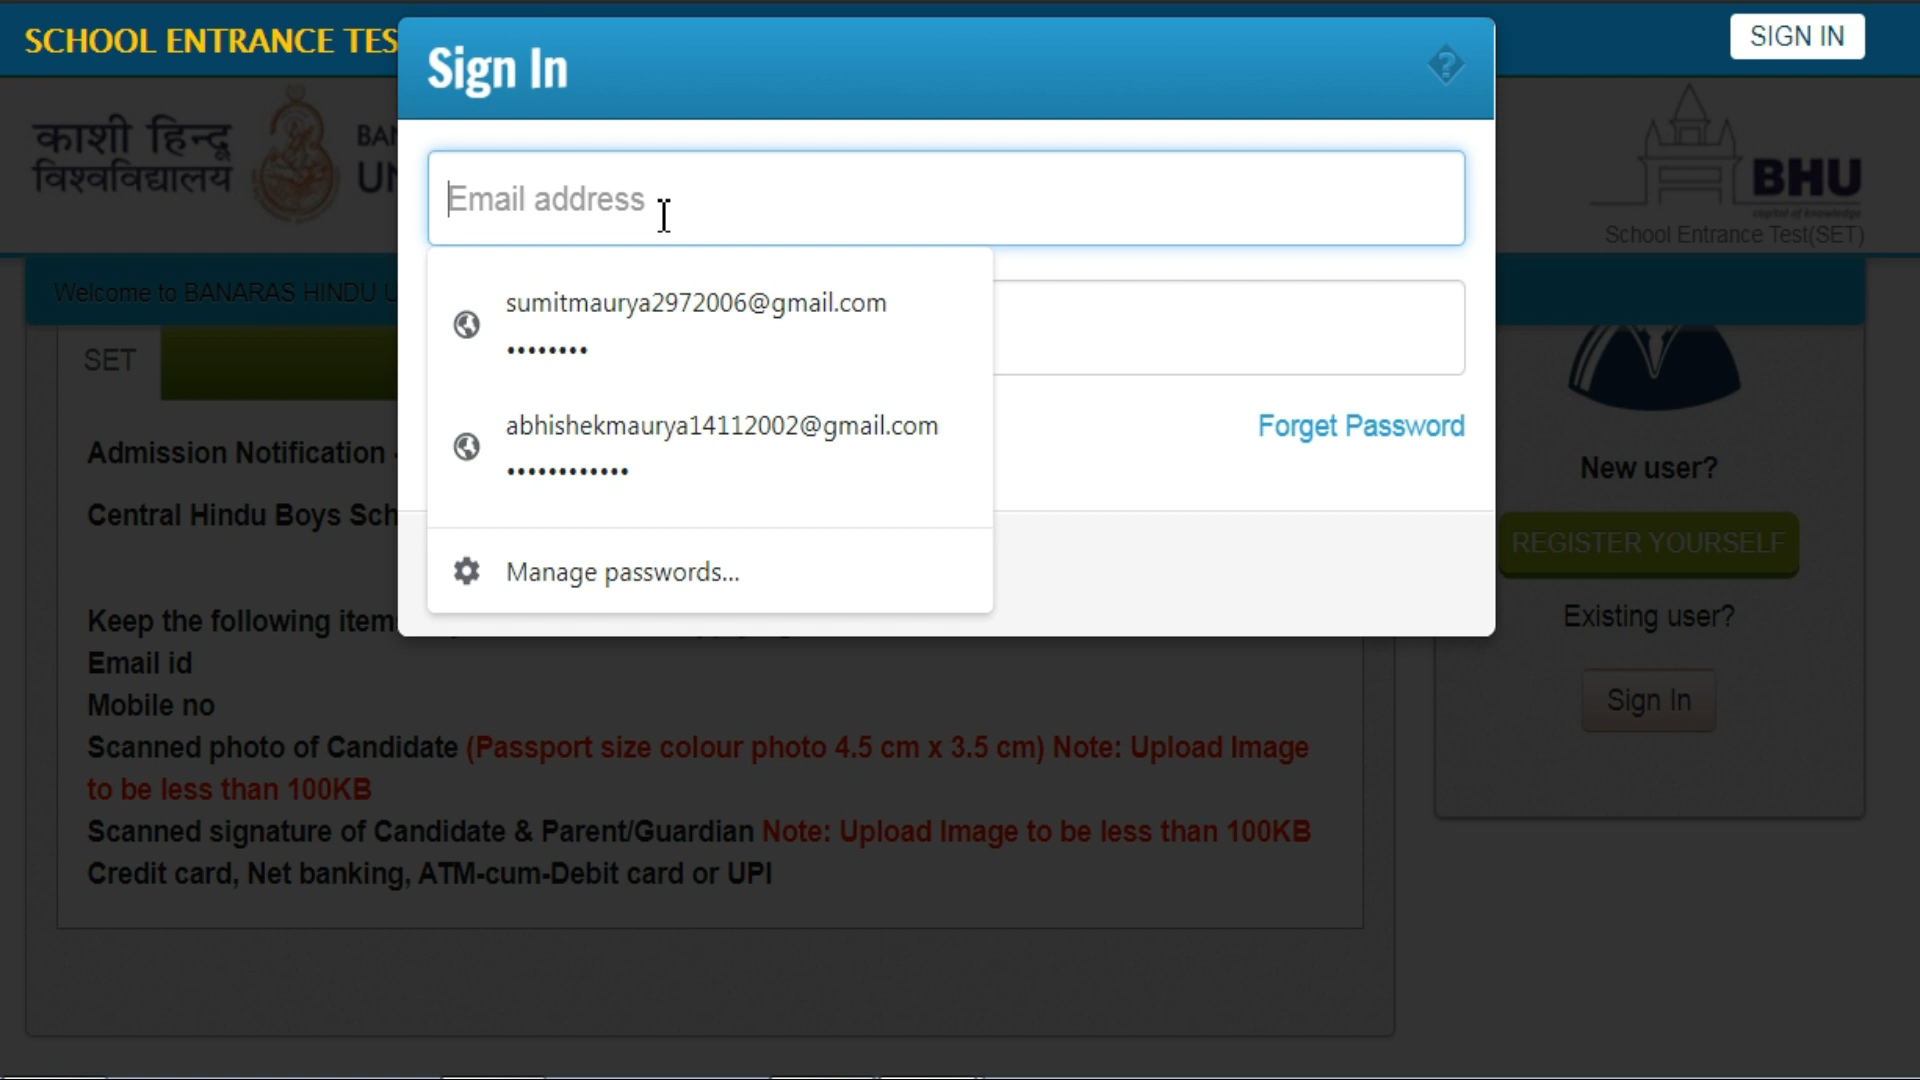 SCHOOL ENTRANCE TES
SIGN IN
Sign In
?
काशी हिन्दू
विश्वविद्यालय
BHU
capital of knowledge
School Entrance Test(SET)
Email address
Welcome to BANARAS HINDU
sumitmaurya2972006@gmail.com
••••••••
SET
abhishekmaurya14112002@gmail.com
••••••••••••
Forget Password
Admission Notification
Central Hindu Boys Sch
Manage passwords...
New user?
REGISTER YOURSELF
Existing user?
Sign In
Keep the following item
Email id
Mobile no
Scanned photo of Candidate (Passport size colour photo 4.5 cm x 3.5 cm) Note: Upload Image
to be less than 100KB
Scanned signature of Candidate & Parent/Guardian Note: Upload Image to be less than 100KB
Credit card, Net banking, ATM-cum-Debit card or UPI